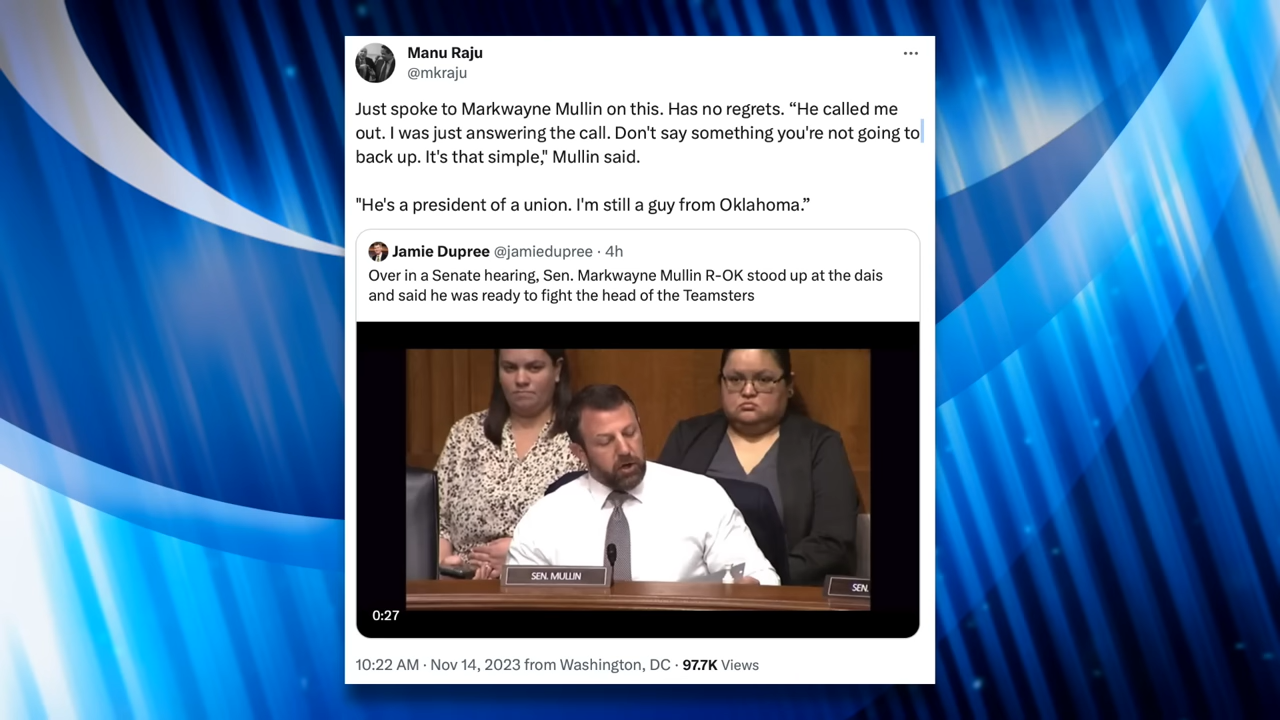 Manu Raju
@mkraju
Just spoke to Markwayne Mullin on this. Has no regrets. “He called me
out. I was just answering the call. Don't say something you're not going to
back up. It's that simple," Mullin said.
"He's a president of a union. I'm still a guy from Oklahoma.”
Jamie Dupree @jamiedupree · 4h
Over in a Senate hearing, Sen. Markwayne Mullin R-OK stood up at the dais
and said he was ready to fight the head of the Teamsters
SEN. MULLIN
SEN.
0:27
10:22 AM · Nov 14, 2023 from Washington, DC · 97.7K Views